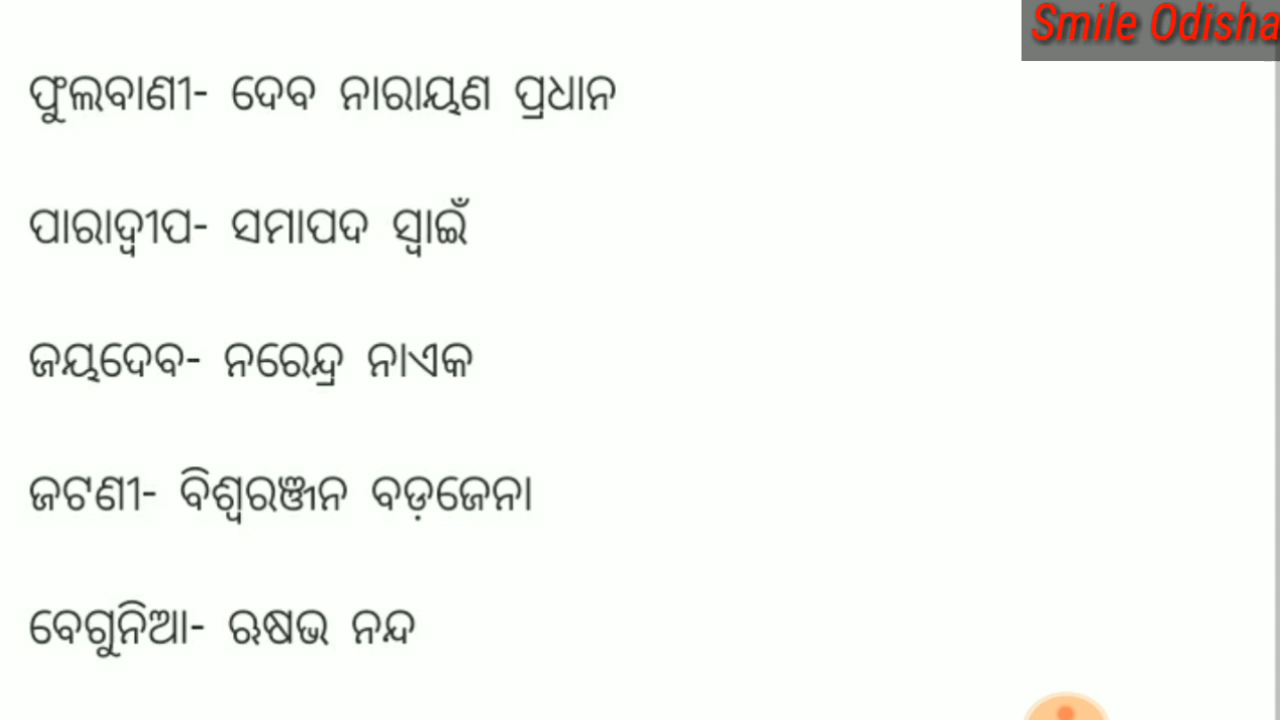 Smile Odisha
ଫୁଲବାଣୀ- ଦେବ ନାରାୟଣ ପ୍ରଧାନ
ପାରାଦ୍ୱୀପ- ସମାପଦ ସ୍ୱାଇଁ
ଜୟଦେବ- ନରେନ୍ଦ୍ର ନାଏକ
ଜଟଣୀ- ବିଶ୍ୱରଞ୍ଜନ ବଡ଼ଜେନା
ବେଗୁନିଆ- ଋଷଭ ନନ୍ଦ